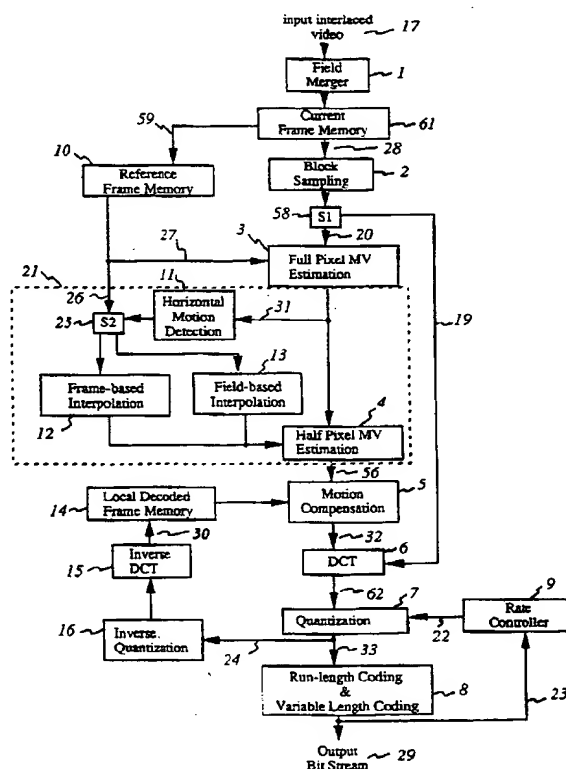 input interlaced
video
17
Field
Merger
1
59
Current
Frame Memory
61
10
28
Reference
Frame Memory
Block
Sampling
2
58
S1
27
3
20
Full Pixel MV
Estimation
21
26
11
Horizontal
Motion
Detection
31
19
25
S2
13
Frame-based
Interpolation
Field-based
Interpolation
4
12
Half Pixel MV
Estimation
56
14
Local Decoded
Frame Memory
Motion
Compensation
5
30
32
15
Inverse
DCT
6
DCT
62
7
9
16
Inverse.
Quantization
Quantization
22
Rate
Controller
24
33
Run-length Coding
&
Variable Length Coding
8
23
Output
Bit Stream
29